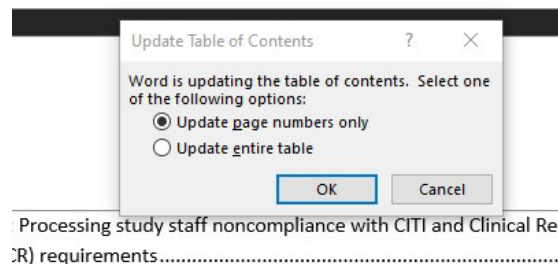 Update Table of Contents ? ×
Word is updating the table of contents. Select one
of the following options:
Update page numbers only
Update entire table
OK Cancel
: Processing study staff noncompliance with CITI and Clinical Re
CR) requirements................................................................